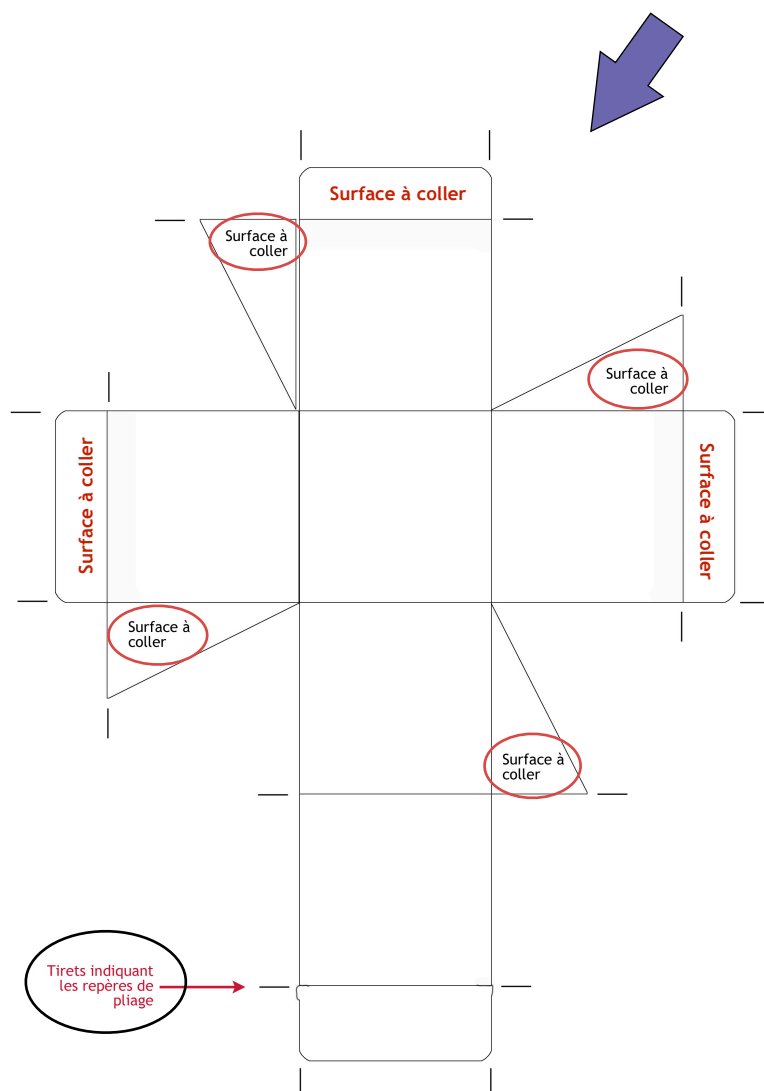 Surface à coller
Surface à
coller
Surface à
coller
Surface à coller
Surface à coller
Surface à
coller
Surface à
coller
Tirets indiquant
les repères de
pliage